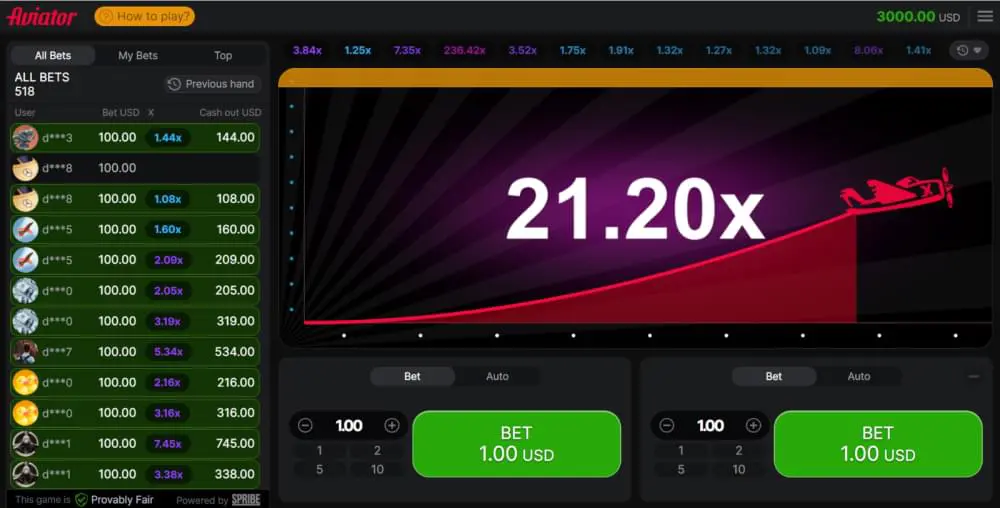 Aviator
? How to play?
3000.00 USD
All Bets My Bets Top
ALL BETS
518
Previous hand
User Bet USD X Cash out USD
d***3 100.00 1.44x 144.00
d***8 100.00
d***8 100.00 1.08x 108.00
d***5 100.00 1.60x 160.00
d***5 100.00 2.09x 209.00
d***0 100.00 2.05x 205.00
d***0 100.00 3.19x 319.00
d***7 100.00 5.34x 534.00
d***0 100.00 2.16x 216.00
d***0 100.00 3.16x 316.00
d***1 100.00 7.45x 745.00
d***1 100.00 3.38x 338.00
This game is Provably Fair Powered by SPRIBE
3.84x 1.25x 7.35x 236.42x 3.52x 1.75x 1.91x 1.32x 1.27x 1.32x 1.09x 8.06x 1.41x
21.20x
X
Bet Auto
1.00
1 2
5 10
BET
1.00 USD
Bet Auto
1.00
1 2
5 10
BET
1.00 USD